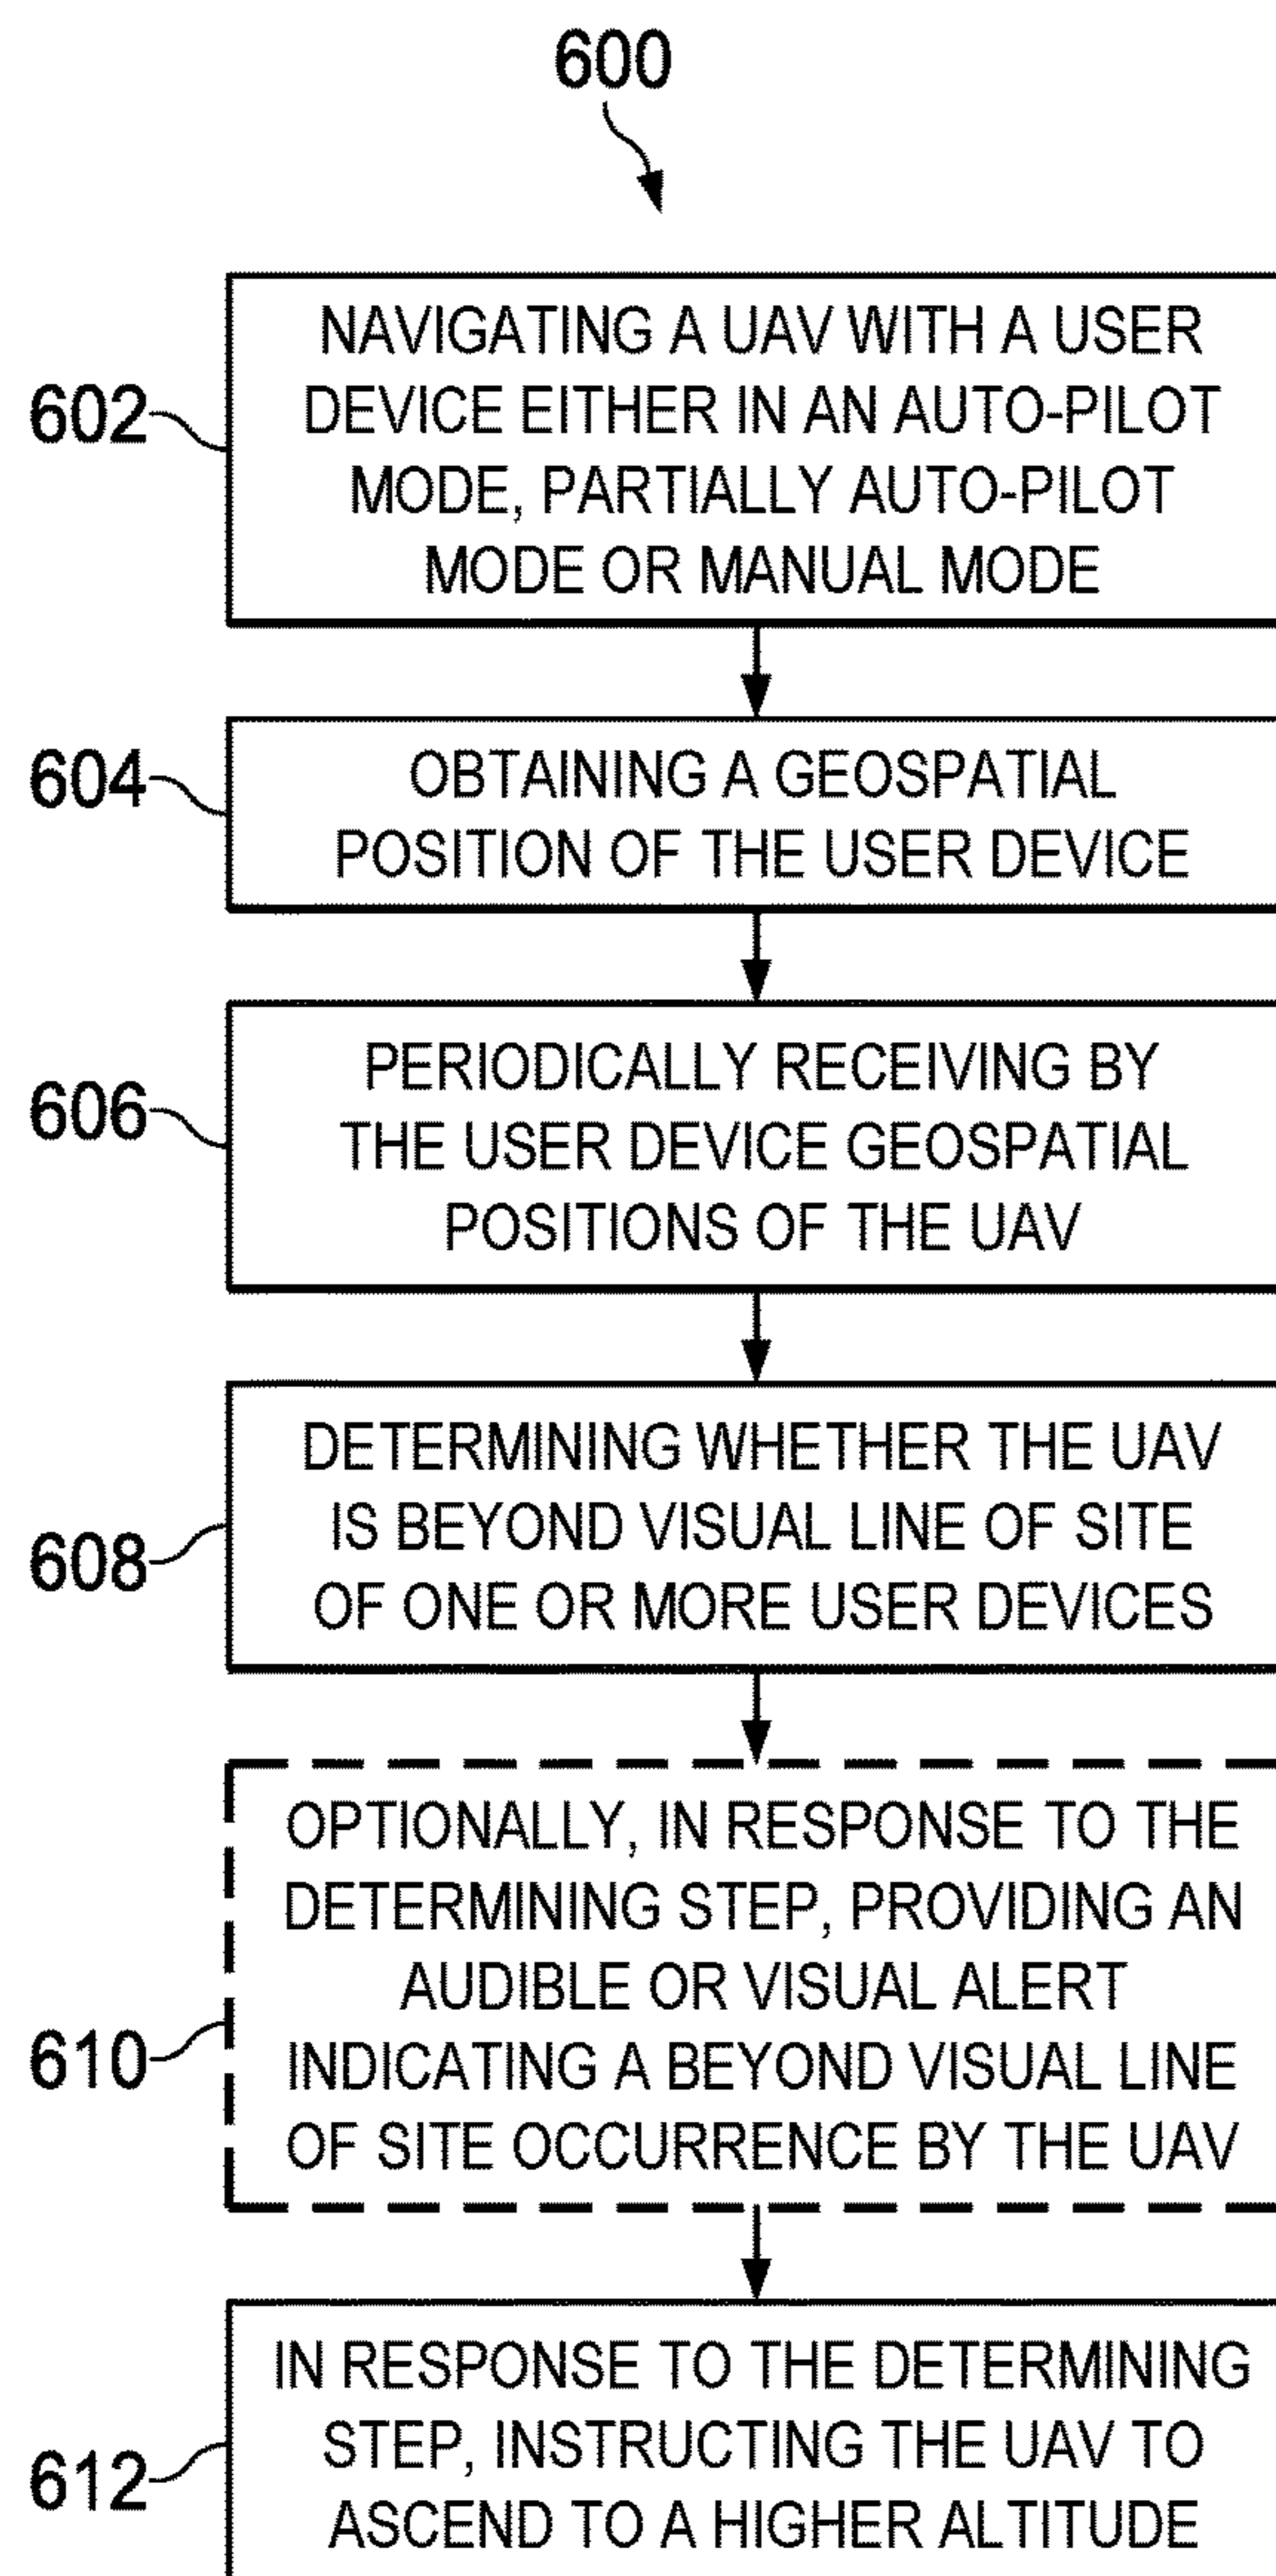 600
602
NAVIGATING A UAV WITH A USER
DEVICE EITHER IN AN AUTO-PILOT
MODE, PARTIALLY AUTO-PILOT
MODE OR MANUAL MODE
604
OBTAINING A GEOSPATIAL
POSITION OF THE USER DEVICE
606
PERIODICALLY RECEIVING BY
THE USER DEVICE GEOSPATIAL
POSITIONS OF THE UAV
608
DETERMINING WHETHER THE UAV
IS BEYOND VISUAL LINE OF SITE
OF ONE OR MORE USER DEVICES
610
OPTIONALLY, IN RESPONSE TO THE
DETERMINING STEP, PROVIDING AN
AUDIBLE OR VISUAL ALERT
INDICATING A BEYOND VISUAL LINE
OF SITE OCCURRENCE BY THE UAV
612
IN RESPONSE TO THE DETERMINING
STEP, INSTRUCTING THE UAV TO
ASCEND TO A HIGHER ALTITUDE